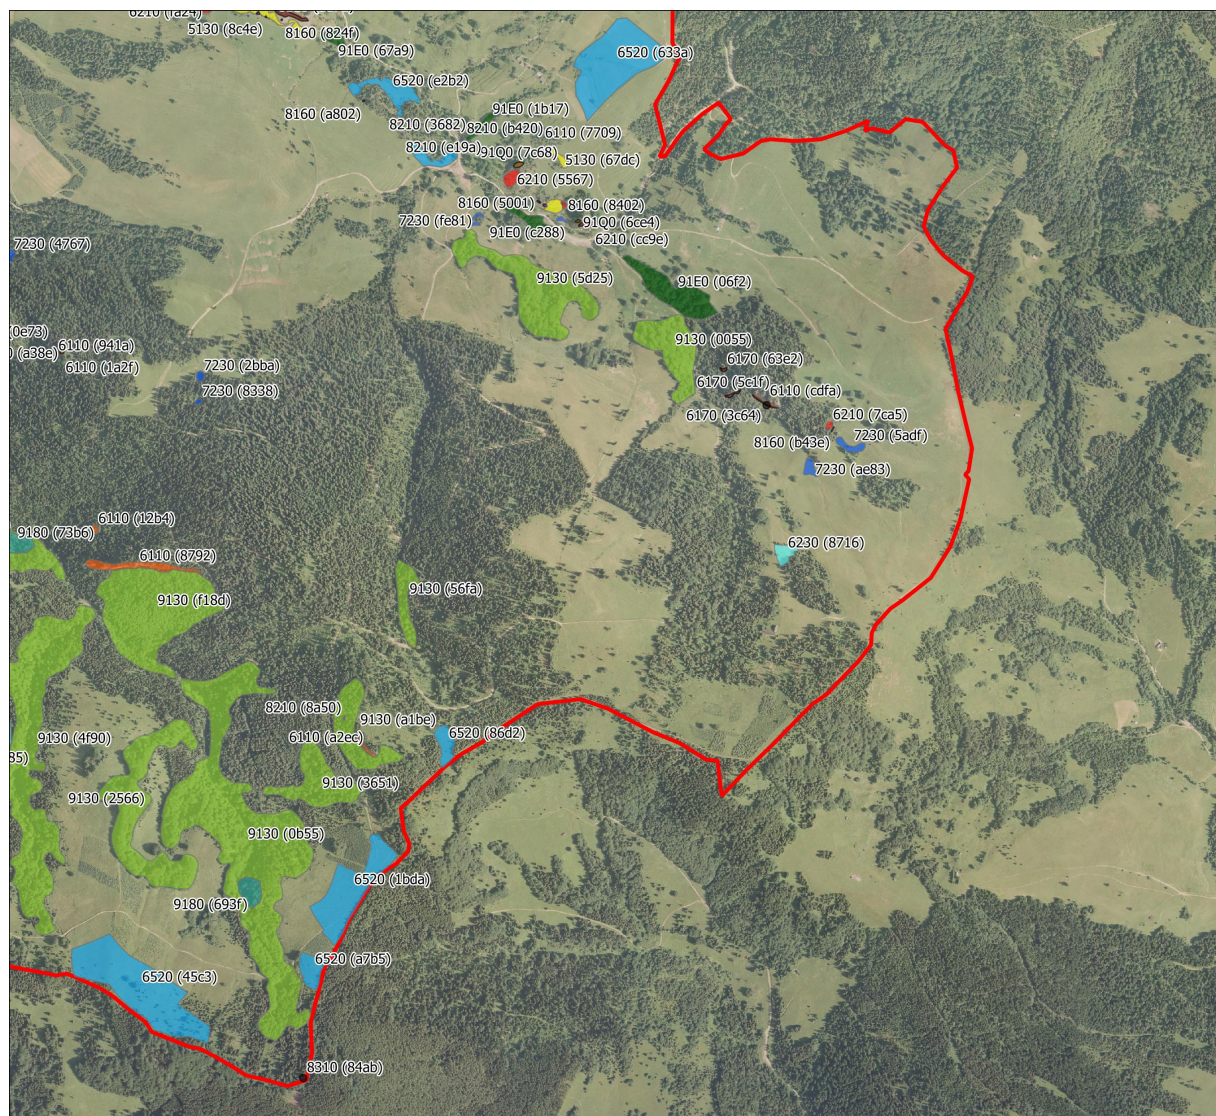 6210 (fa24)
5130 (8c4e)
8160 (824f)
91E0 (67a9)
6520 (633a)
6520 (e2b2)
8160 (a802)
91E0 (1b17)
8210 (3682)
8210 (b420)
6110 (7709)
8210 (e19a)
91Q0 (7c68)
5130 (67dc)
6210 (5567)
8160 (5001)
8160 (8402)
7230 (fe81)
91Q0 (6ce4)
91E0 (c288)
6210 (cc9e)
7230 (4767)
9130 (5d25)
91E0 (06f2)
(0e73)
6110 (941a)
(a38e)
6110 (1a2f)
9130 (0055)
6170 (63e2)
7230 (2bba)
6170 (5c1f)
7230 (8338)
6110 (cdfa)
6170 (3c64)
6210 (7ca5)
8160 (b43e)
7230 (5adf)
7230 (ae83)
6110 (12b4)
9180 (73b6)
6230 (8716)
6110 (8792)
9130 (56fa)
9130 (f18d)
8210 (8a50)
9130 (a1be)
6520 (86d2)
9130 (4f90)
6110 (a2ec)
85)
9130 (3651)
9130 (2566)
9130 (0b55)
6520 (1bda)
9180 (693f)
6520 (a7b5)
6520 (45c3)
8310 (84ab)